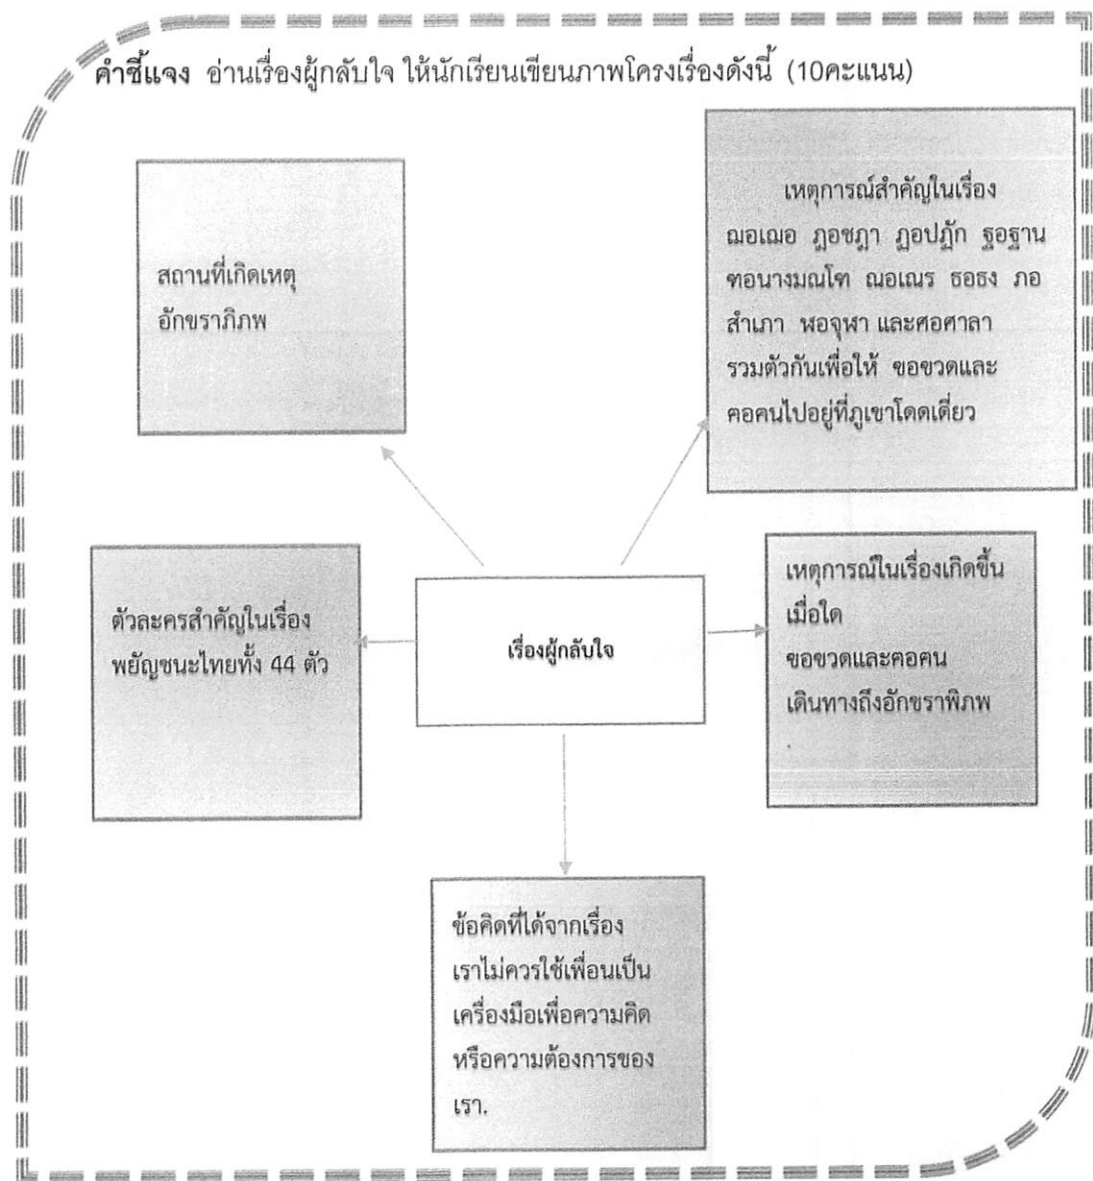 คำชี้แจง อ่านเรื่องผู้กลับใจ ให้นักเรียนเขียนภาพโครงเรื่องดังนี้ (10คะแนน)
สถานที่เกิดเหตุ
อักขราภิภพ
เหตุการณ์สำคัญในเรื่อง
ฌอเฌอ ฎอชฎา ฏอปฏัก ฐอฐาน
ฑอนางมณโฑ ณอเณร ธอธง ภอ
สำเภา ฬอจุฬา และศอศาลา
รวมตัวกันเพื่อให้ ฃอขวดและ
ฅอคนไปอยู่ที่ภูเขาโดดเดี่ยว
ตัวละครสำคัญในเรื่อง
พยัญชนะไทยทั้ง 44 ตัว
เรื่องผู้กลับใจ
เหตุการณ์ในเรื่องเกิดขึ้น
เมื่อใด
ฃอขวดและฅอคน
เดินทางถึงอักขราพิภพ
ข้อคิดที่ได้จากเรื่อง
เราไม่ควรใช้เพื่อนเป็น
เครื่องมือเพื่อความคิด
หรือความต้องการของ
เรา.